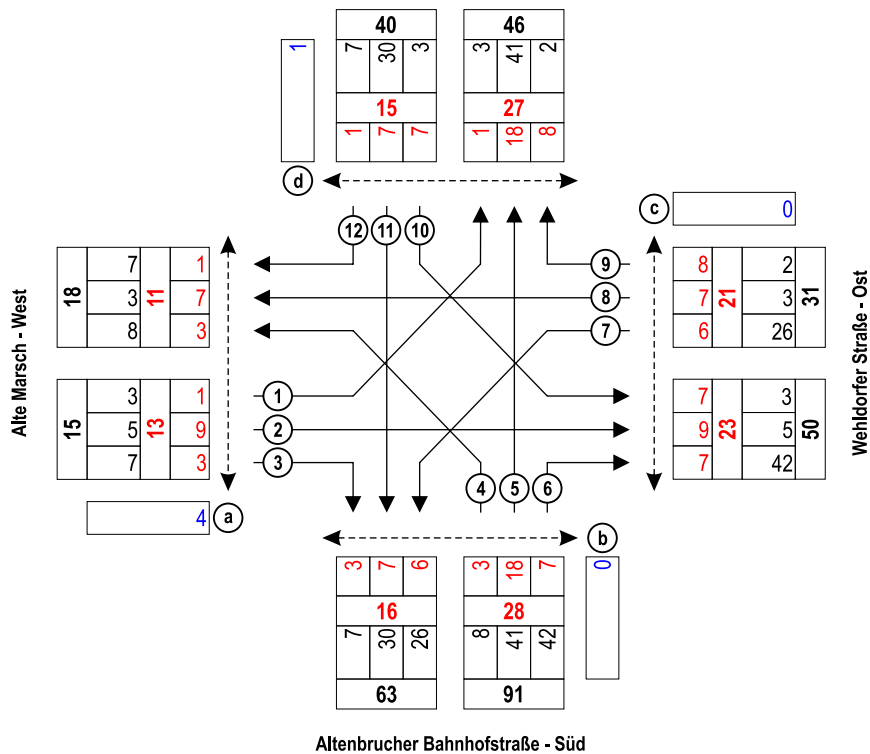 40 46
1 7 30 3 3 41 2
15 27
1 7 7 1 18 8
d
c 0
12 11 10
9
8
7
18 7 3 8 11 1 7 3
8 7 6 21 2 3 26 31
Alte Marsch - West
Wehldorfer Straße - Ost
15 3 5 7 13 1 9 3
7 9 7 23 3 5 42 50
1
2
3
4 5 6
4 a
b 0
3 7 6 3 18 7
16 28
7 30 26 8 41 42
63 91
Altenbrucher Bahnhofstraße - Süd